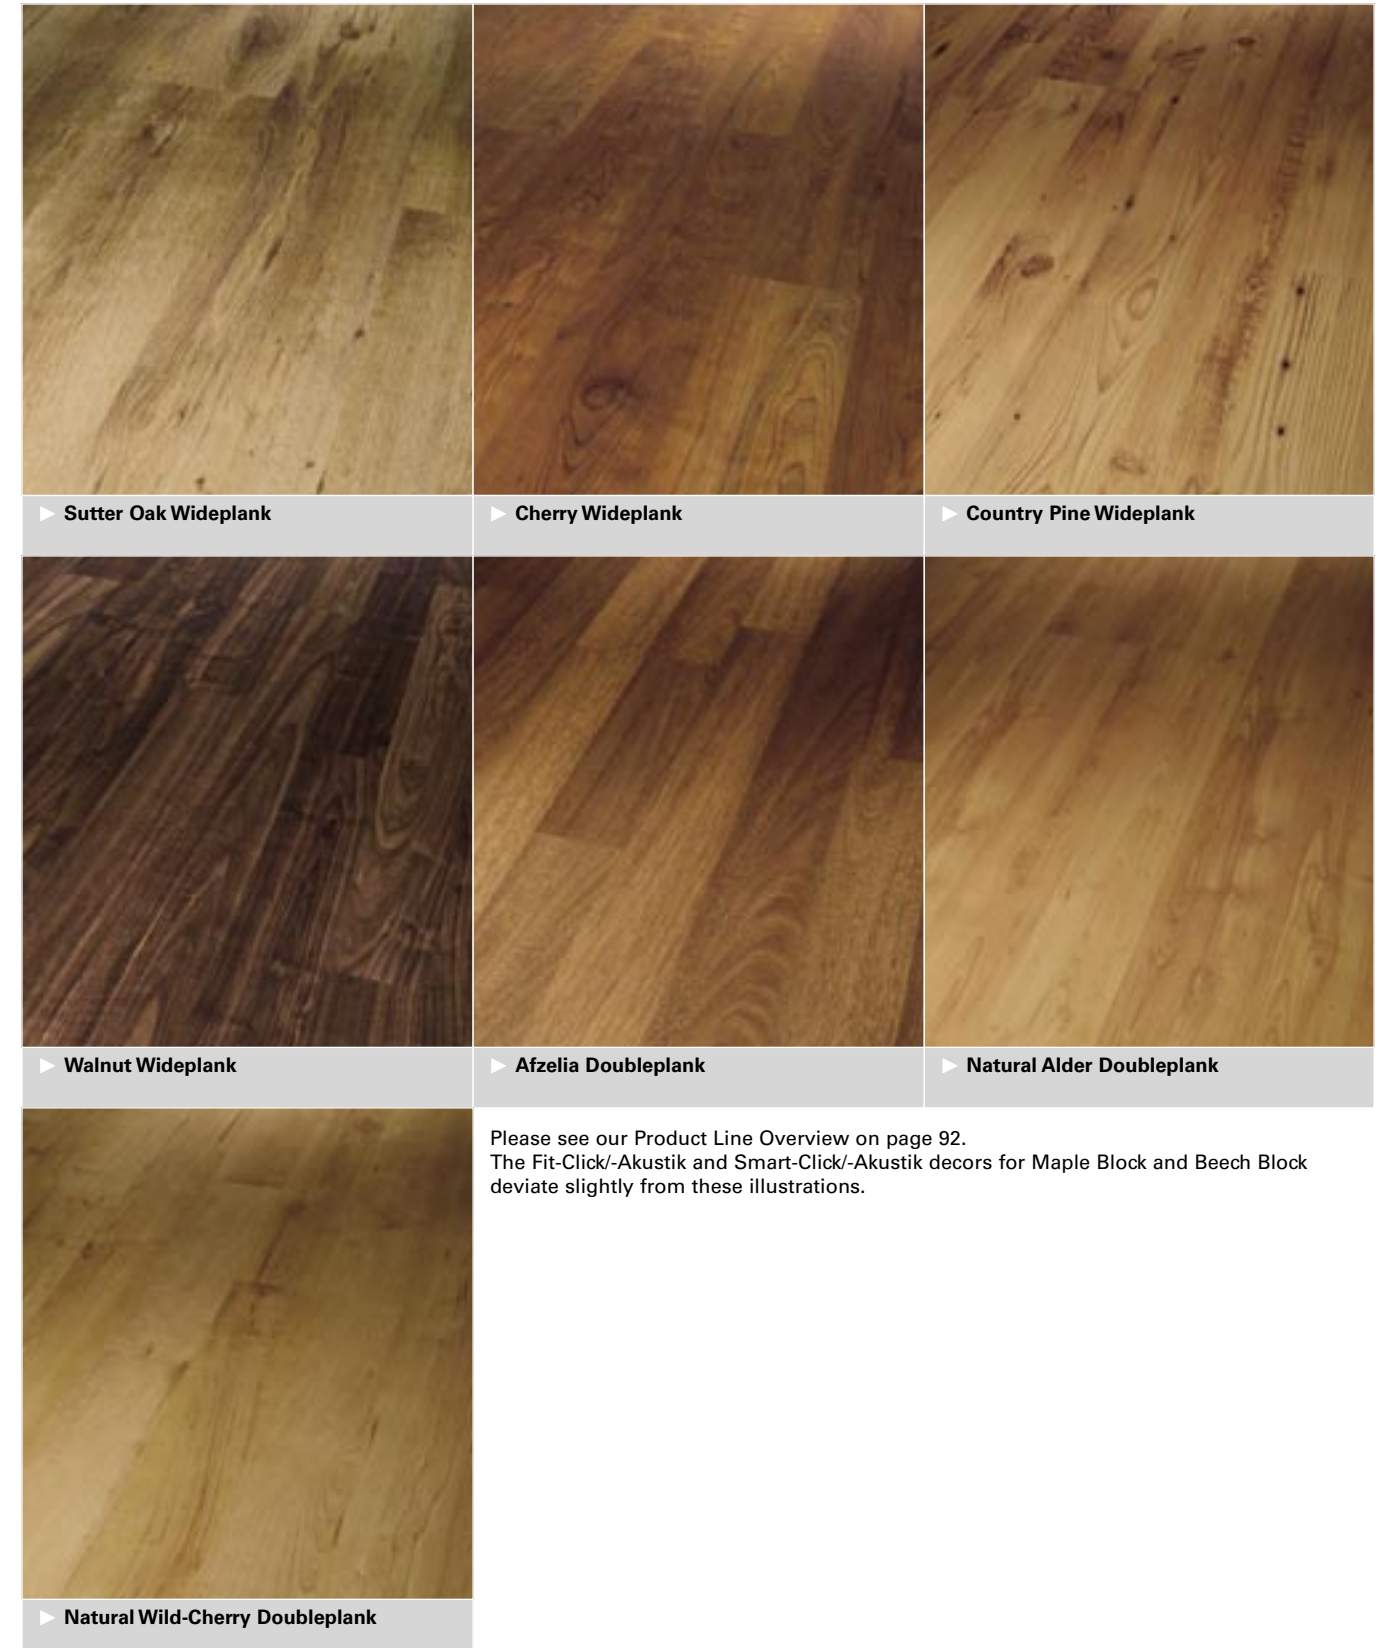 Sutter Oak Wideplank
Cherry Wideplank
Country Pine Wideplank
Walnut Wideplank
Afzelia Doubleplank
Natural Alder Doubleplank
Please see our Product Line Overview on page 92.
The Fit-Click/-Akustik and Smart-Click/-Akustik decors for Maple Block and Beech Block
deviate slightly from these illustrations.
Natural Wild-Cherry Doubleplank